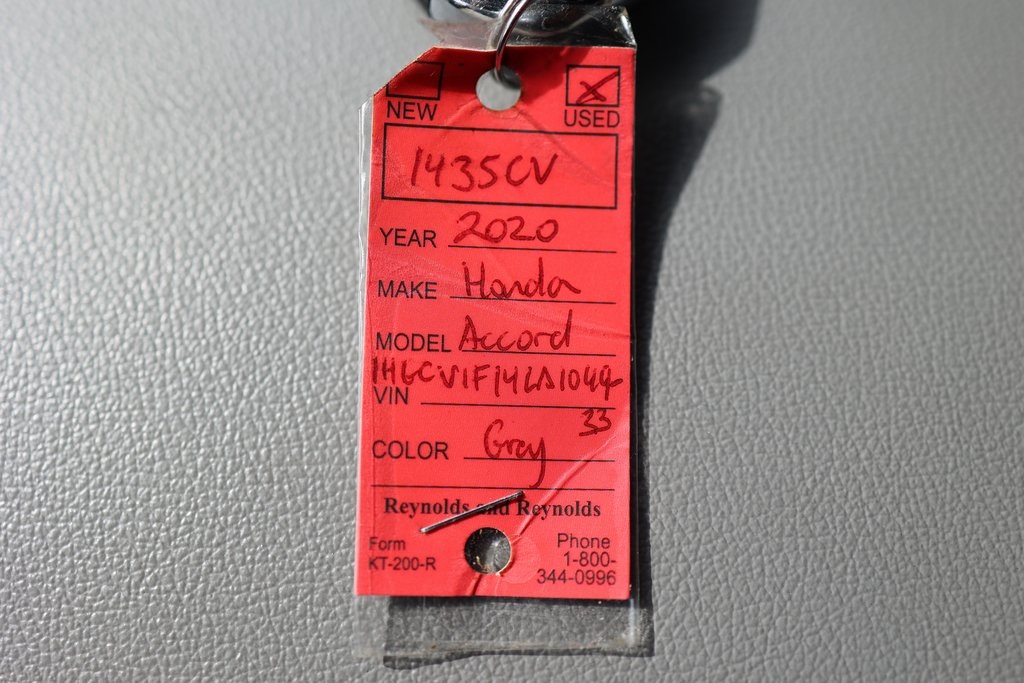 NEW USED
1435CV
YEAR 2020
MAKE Honda
MODEL Accord
1HGCV1F14LA1044
VIN
33
COLOR Grey
Reynolds and Reynolds
Form Phone
KT-200-R 1-800-
344-0996